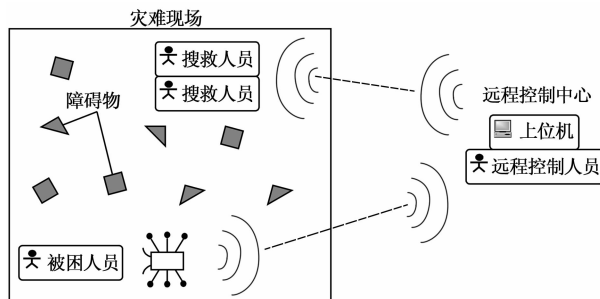 灾难现场
搜救人员
搜救人员
障碍物
远程控制中心
上位机
远程控制人员
被困人员